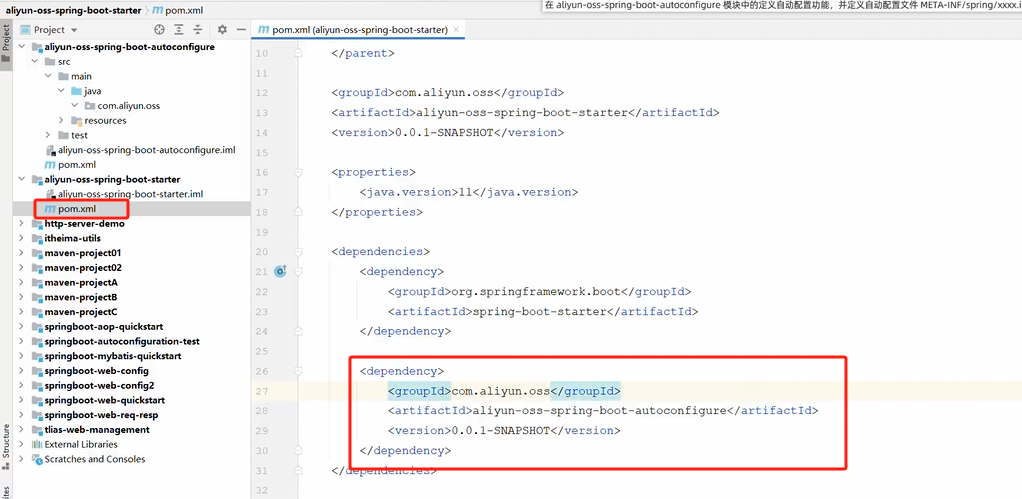 aliyun-oss-spring-boot-starter pom.xml
在 aliyun-oss-spring-boot-autoconfigure 模块中的定义自动配置功能，并定义自动配置文件 META-INF/spring/xxxx.i
Project
Project
pom.xml (aliyun-oss-spring-boot-starter)
aliyun-oss-spring-boot-autoconfigure
src
main
java
com.aliyun.oss
resources
test
aliyun-oss-spring-boot-autoconfigure.iml
pom.xml
aliyun-oss-spring-boot-starter
aliyun-oss-spring-boot-starter.iml
pom.xml
http-server-demo
itheima-utils
maven-project01
maven-project02
maven-projectA
maven-projectB
maven-projectC
springboot-aop-quickstart
springboot-autoconfiguration-test
springboot-mybatis-quickstart
springboot-web-config
springboot-web-config2
springboot-web-quickstart
springboot-web-req-resp
tlias-web-management
External Libraries
Scratches and Consoles
Structure
10 </parent>
11
12 <groupId>com.aliyun.oss</groupId>
13 <artifactId>aliyun-oss-spring-boot-starter</artifactId>
14 <version>0.0.1-SNAPSHOT</version>
15
16 <properties>
17 <java.version>11</java.version>
18 </properties>
19
20 <dependencies>
21 <dependency>
22 <groupId>org.springframework.boot</groupId>
23 <artifactId>spring-boot-starter</artifactId>
24 </dependency>
25
26 <dependency>
27 <groupId>com.aliyun.oss</groupId>
28 <artifactId>aliyun-oss-spring-boot-autoconfigure</artifactId>
29 <version>0.0.1-SNAPSHOT</version>
30 </dependency>
31 </dependencies>
32